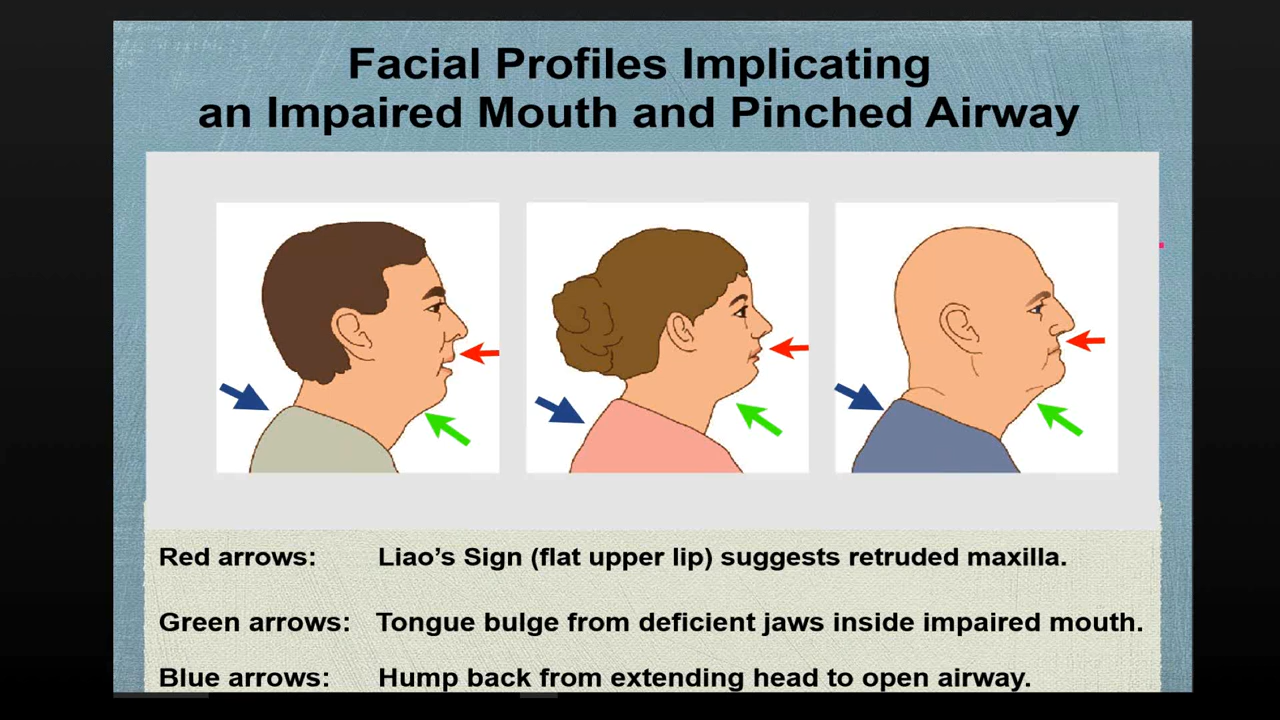 Facial Profiles Implicating
an Impaired Mouth and Pinched Airway
Red arrows: Liao’s Sign (flat upper lip) suggests retruded maxilla.
Green arrows: Tongue bulge from deficient jaws inside impaired mouth.
Blue arrows: Hump back from extending head to open airway.